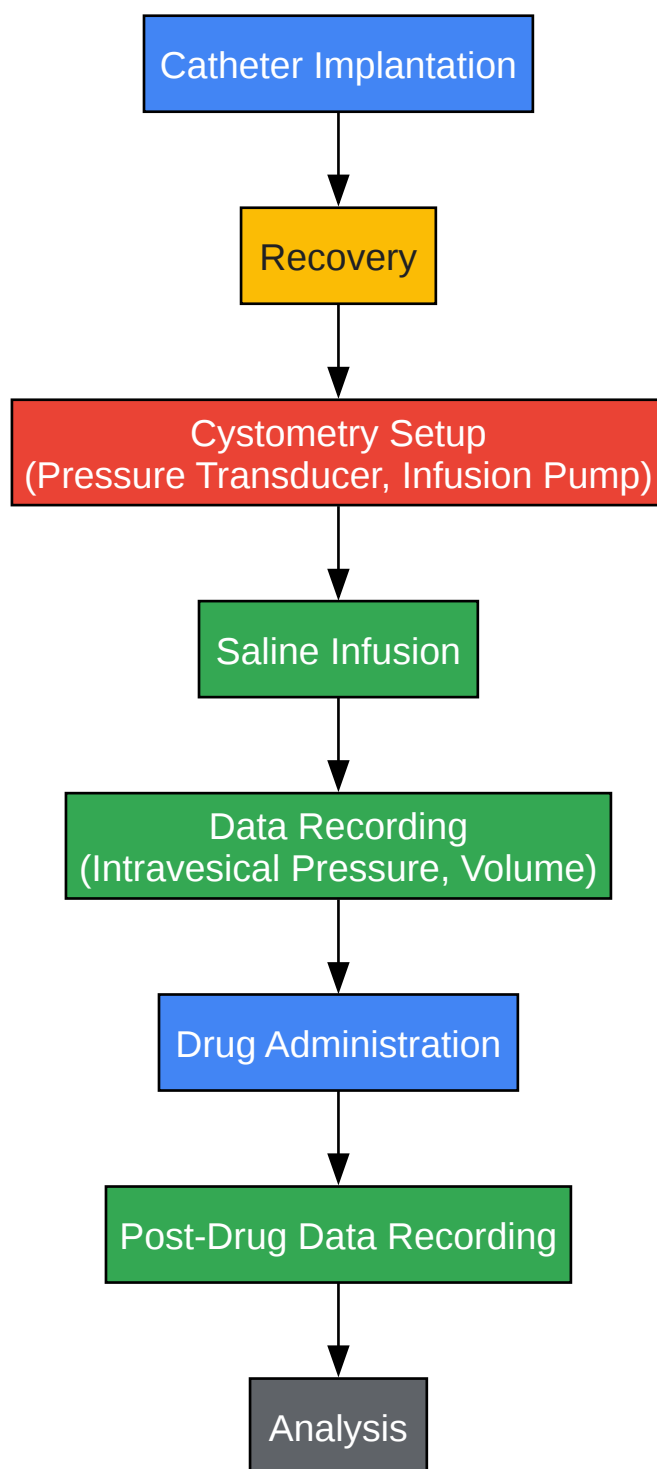 Catheter Implantation
Recovery
Cystometry Setup
(Pressure Transducer, Infusion Pump)
Saline Infusion
Data Recording
(Intravesical Pressure, Volume)
Drug Administration
Post-Drug Data Recording
Analysis